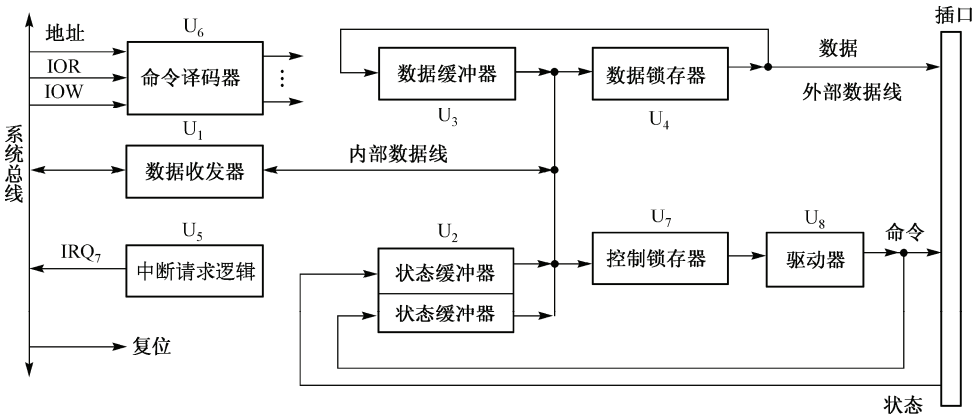 插口
地址
U6
IOR
IOW
命令译码器
数据缓冲器
U3
数据锁存器
U4
数据
外部数据线
系统总线
U1
数据收发器
内部数据线
U5
IRQ7
中断请求逻辑
U2
状态缓冲器
状态缓冲器
U7
控制锁存器
U8
驱动器
命令
复位
状态